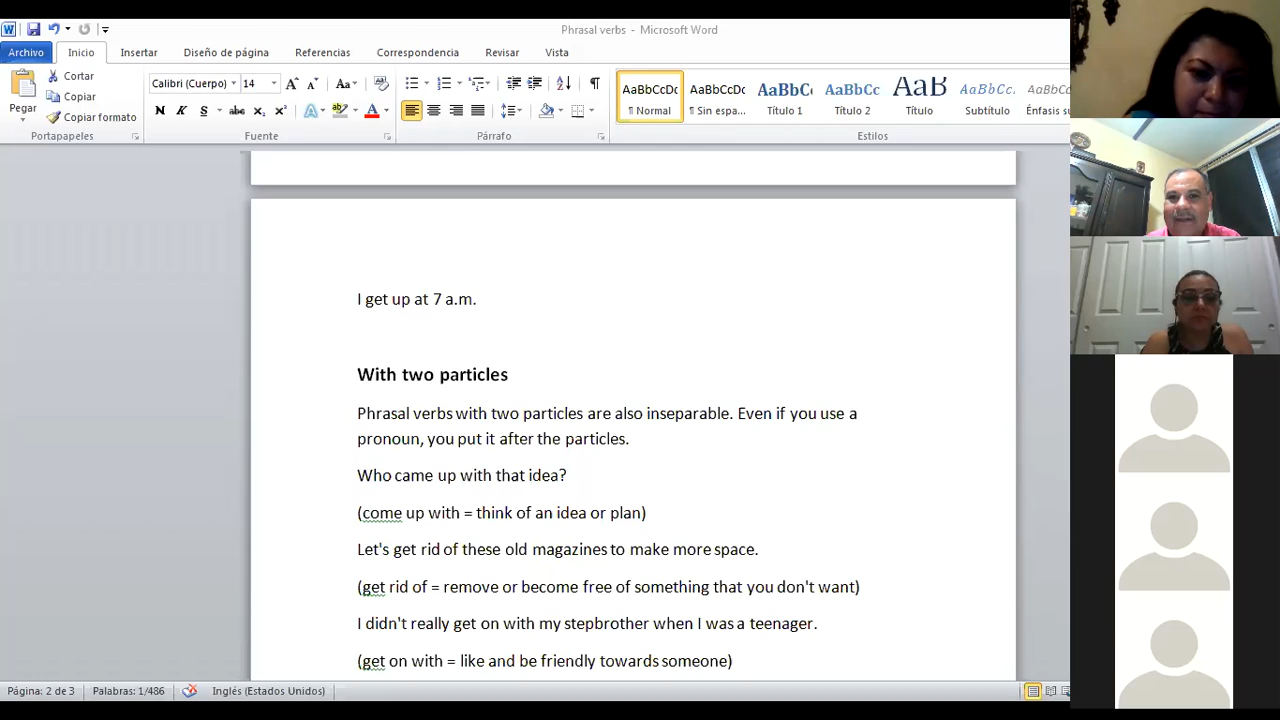 Phrasal verbs - Microsoft Word
Archivo Inicio Insertar Diseño de página Referencias Correspondencia Revisar Vista
Pegar
Cortar
Copiar
Copiar formato
Portapapeles
Calibri (Cuerpo) 14
N K S abc x₂ x²
Fuente
Párrafo
AaBbCcDc AaBbCcDc AaBbCc AaBbCc AaB AaBbCc. AaBbCc
¶ Normal ¶ Sin espa... Título 1 Título 2 Título Subtítulo Énfasis su
Estilos
I get up at 7 a.m.
With two particles
Phrasal verbs with two particles are also inseparable. Even if you use a
pronoun, you put it after the particles.
Who came up with that idea?
(come up with = think of an idea or plan)
Let's get rid of these old magazines to make more space.
(get rid of = remove or become free of something that you don't want)
I didn't really get on with my stepbrother when I was a teenager.
(get on with = like and be friendly towards someone)
Página: 2 de 3 Palabras: 1/486 Inglés (Estados Unidos)